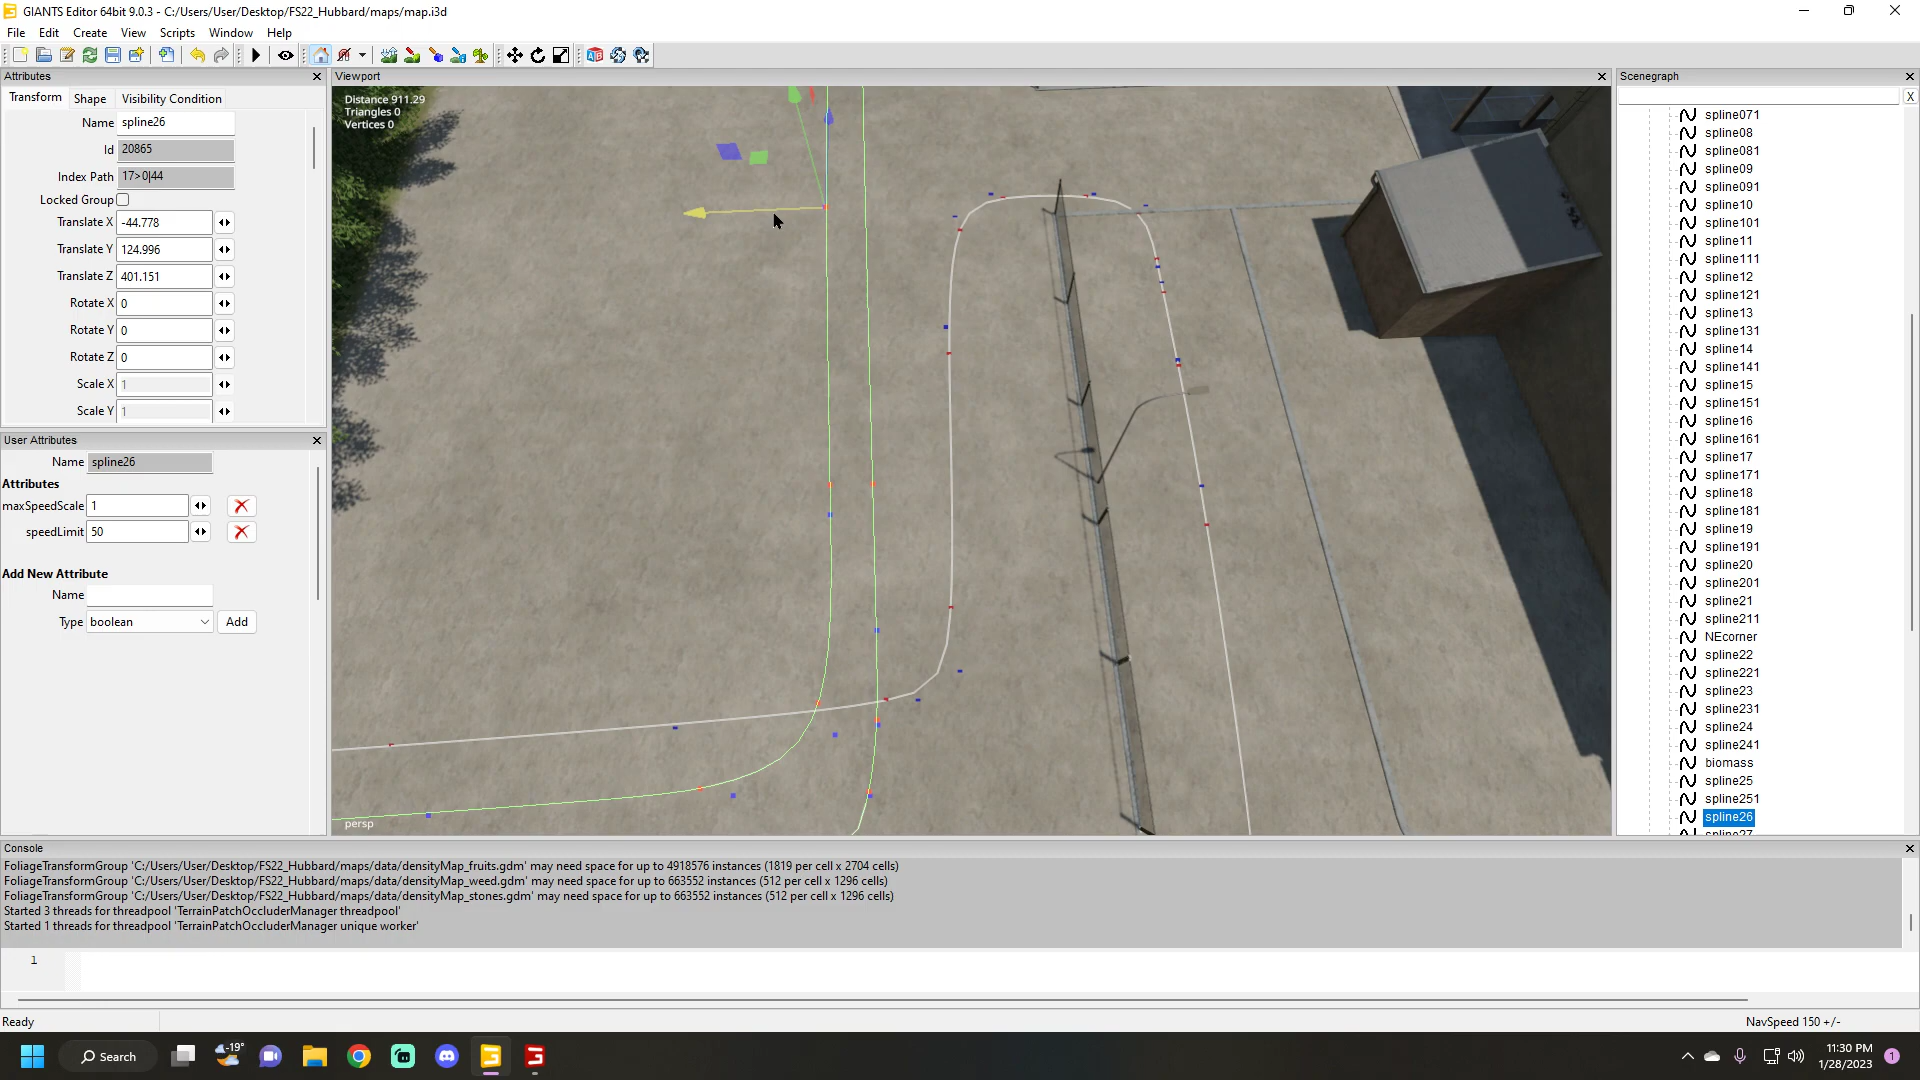 GIANTS Editor 64bit 9.0.3 - C:/Users/User/Desktop/FS22_Hubbard/maps/map.i3d
File Edit Create View Scripts Window Help
Attributes
Transform Shape Visibility Condition
Name spline26
Id 20865
Index Path 17>0|44
Locked Group
Translate X -44.778
Translate Y 124.996
Translate Z 401.151
Rotate X 0
Rotate Y 0
Rotate Z 0
Scale X 1
Scale Y 1
User Attributes
Name spline26
Attributes
maxSpeedScale 1
speedLimit 50
Add New Attribute
Name
Type boolean Add
Viewport
Distance 911.29
Triangles 0
Vertices 0
persp
Scenegraph
X
spline071
spline08
spline081
spline09
spline091
spline10
spline101
spline11
spline111
spline12
spline121
spline13
spline131
spline14
spline141
spline15
spline151
spline16
spline161
spline17
spline171
spline18
spline181
spline19
spline191
spline20
spline201
spline21
spline211
NEcorner
spline22
spline221
spline23
spline231
spline24
spline241
biomass
spline25
spline251
spline26
spline27
Console
FoliageTransformGroup 'C:/Users/User/Desktop/FS22_Hubbard/maps/data/densityMap_fruits.gdm' may need space for up to 4918576 instances (1819 per cell x 2704 cells)
FoliageTransformGroup 'C:/Users/User/Desktop/FS22_Hubbard/maps/data/densityMap_weed.gdm' may need space for up to 663552 instances (512 per cell x 1296 cells)
FoliageTransformGroup 'C:/Users/User/Desktop/FS22_Hubbard/maps/data/densityMap_stones.gdm' may need space for up to 663552 instances (512 per cell x 1296 cells)
Started 3 threads for threadpool 'TerrainPatchOccluderManager threadpool'
Started 1 threads for threadpool 'TerrainPatchOccluderManager unique worker'
1
Ready
NavSpeed 150 +/-
Search
-19°
11:30 PM
1/28/2023
1